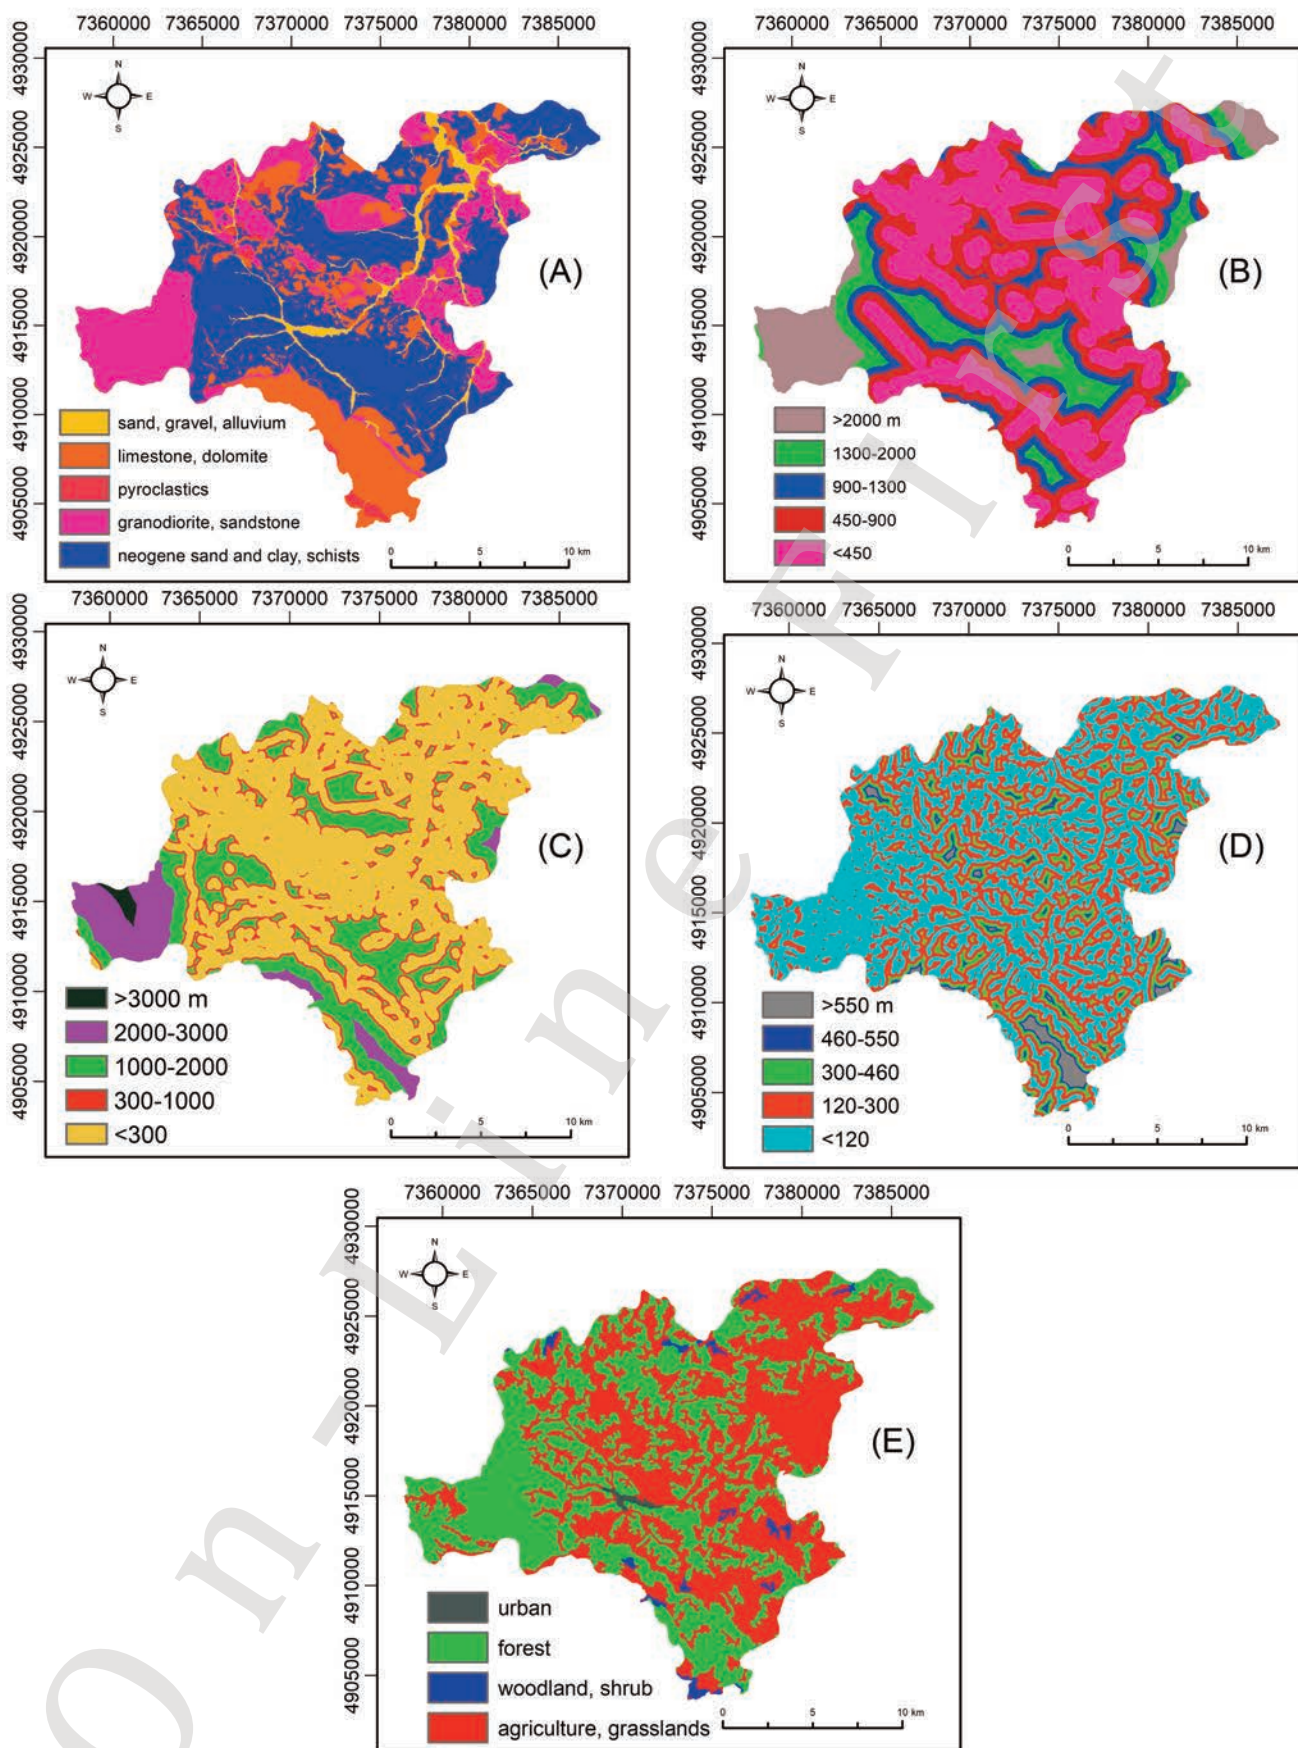 7360000 7365000 7370000 7375000 7380000 7385000
4930000
4925000
4920000
4915000
4910000
4905000
N
W E
S
(A)
sand, gravel, alluvium
limestone, dolomite
pyroclastics
granodiorite, sandstone
neogene sand and clay, schists
0 5 10 km
7360000 7365000 7370000 7375000 7380000 7385000
4930000
4925000
4920000
4915000
4910000
4905000
N
W E
S
(B)
>2000 m
1300-2000
900-1300
450-900
<450
0 5 10 km
7360000 7365000 7370000 7375000 7380000 7385000
4930000
4925000
4920000
4915000
4910000
4905000
N
W E
S
(C)
>3000 m
2000-3000
1000-2000
300-1000
<300
0 5 10 km
7360000 7365000 7370000 7375000 7380000 7385000
4930000
4925000
4920000
4915000
4910000
4905000
N
W E
S
(D)
>550 m
460-550
300-460
120-300
<120
0 5 10 km
7360000 7365000 7370000 7375000 7380000 7385000
4930000
4925000
4920000
4915000
4910000
4905000
N
W E
S
(E)
urban
forest
woodland, shrub
agriculture, grasslands
0 5 10 km
On-Line First